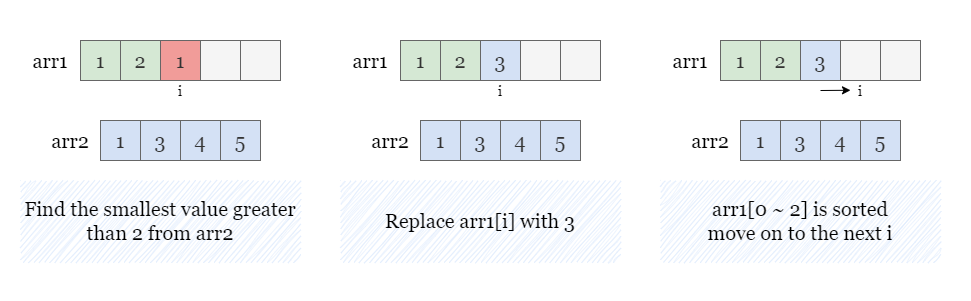 arr1 1 2 1
i
arr2 1 3 4 5
Find the smallest value greater
than 2 from arr2
arr1 1 2 3
i
arr2 1 3 4 5
Replace arr1[i] with 3
arr1 1 2 3
i
arr2 1 3 4 5
arr1[0 ~ 2] is sorted
move on to the next i